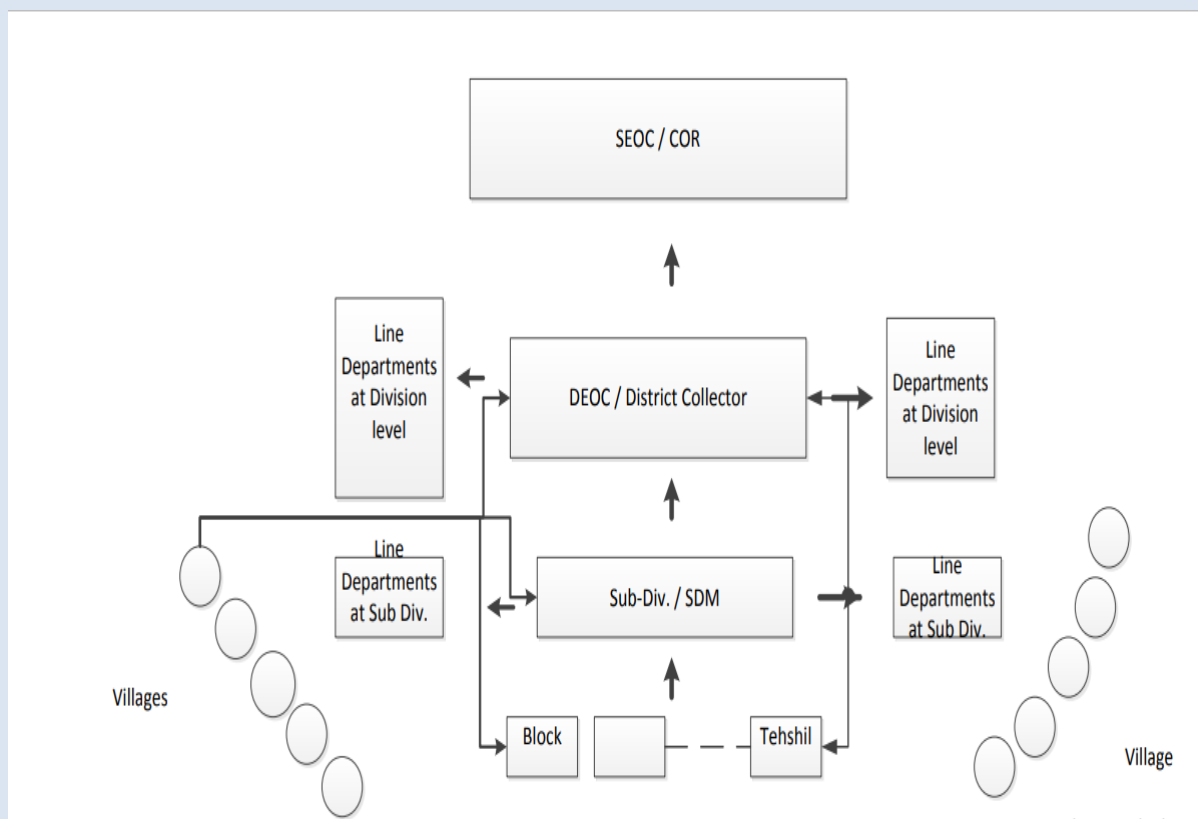 SEOC / COR
Line
Departments
at Division
level
DEOC / District Collector
Line
Departments
at Division
level
Line
Departments
at Sub Div.
Sub-Div. / SDM
Line
Departments
at Sub Div.
Villages
Block
Tehshil
Village